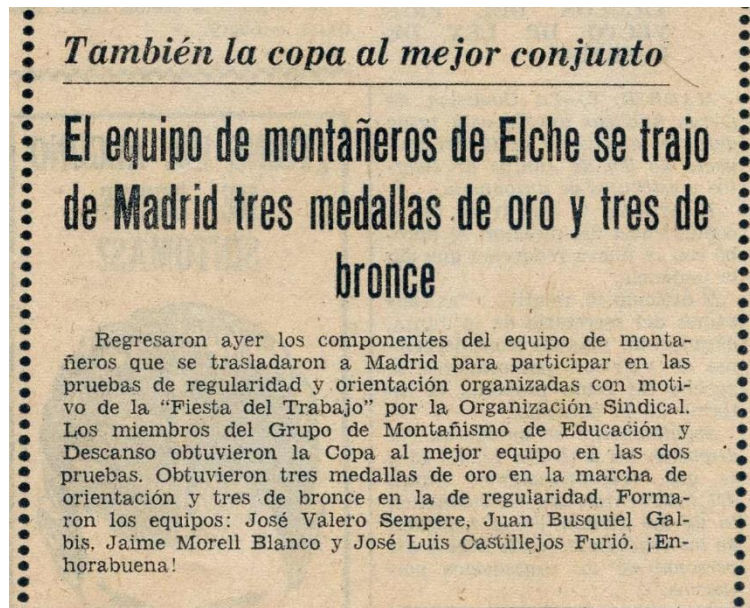 También la copa al mejor conjunto
El equipo de montañeros de Elche se trajo
de Madrid tres medallas de oro y tres de
bronce
Regresaron ayer los componentes del equipo de monta-
ñeros que se trasladaron a Madrid para participar en las
pruebas de regularidad y orientación organizadas con moti-
vo de la "Fiesta del Trabajo" por la Organización Sindical.
Los miembros del Grupo de Montañismo de Educación y
Descanso obtuvieron la Copa al mejor equipo en las dos
pruebas. Obtuvieron tres medallas de oro en la marcha de
orientación y tres de bronce en la de regularidad. Forma-
ron los equipos: José Valero Sempere, Juan Busquiel Gal-
bis, Jaime Morell Blanco y José Luis Castillejos Furió. ¡En-
horabuena!